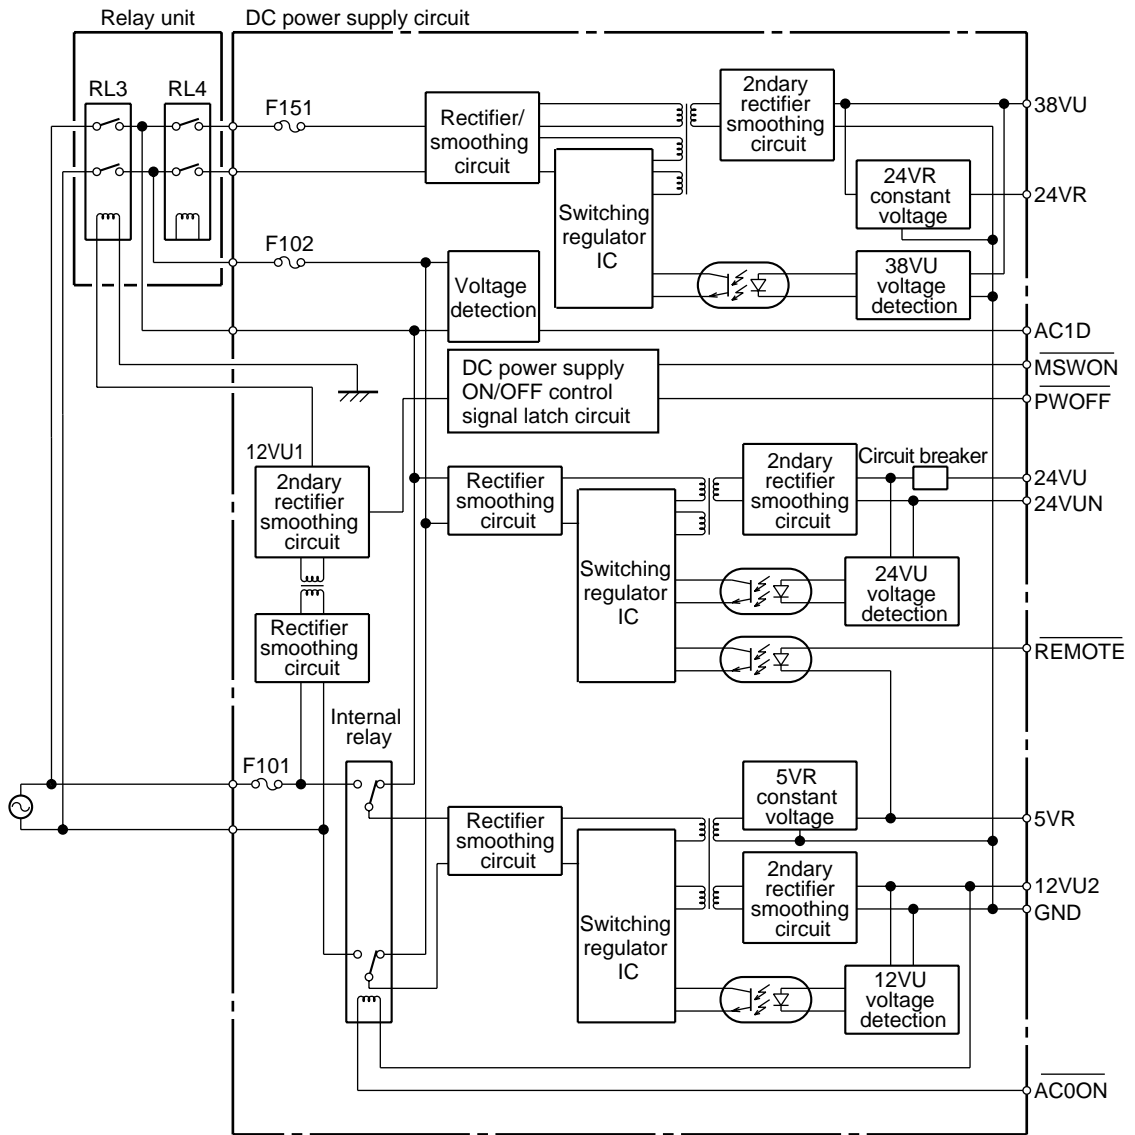 Relay unit
DC power supply circuit
RL3
RL4
F151
Rectifier/
smoothing
circuit
2ndary
rectifier
smoothing
circuit
38VU
24VR
constant
voltage
24VR
Switching
regulator
IC
F102
Voltage
detection
38VU
voltage
detection
AC1D
DC power supply
ON/OFF control
signal latch circuit
MSWON
PWOFF
12VU1
2ndary
rectifier
smoothing
circuit
Rectifier
smoothing
circuit
2ndary
rectifier
smoothing
circuit
Circuit breaker
24VU
24VUN
Switching
regulator
IC
24VU
voltage
detection
Rectifier
smoothing
circuit
REMOTE
Internal
relay
F101
5VR
constant
voltage
5VR
Rectifier
smoothing
circuit
2ndary
rectifier
smoothing
circuit
12VU2
GND
Switching
regulator
IC
12VU
voltage
detection
AC0ON